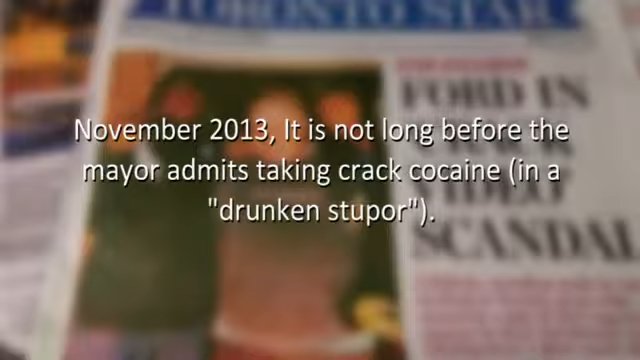 TORONTO STAR
FORD IN
VIDEO
SCANDAL
November 2013, It is not long before the
mayor admits taking crack cocaine (in a
"drunken stupor").